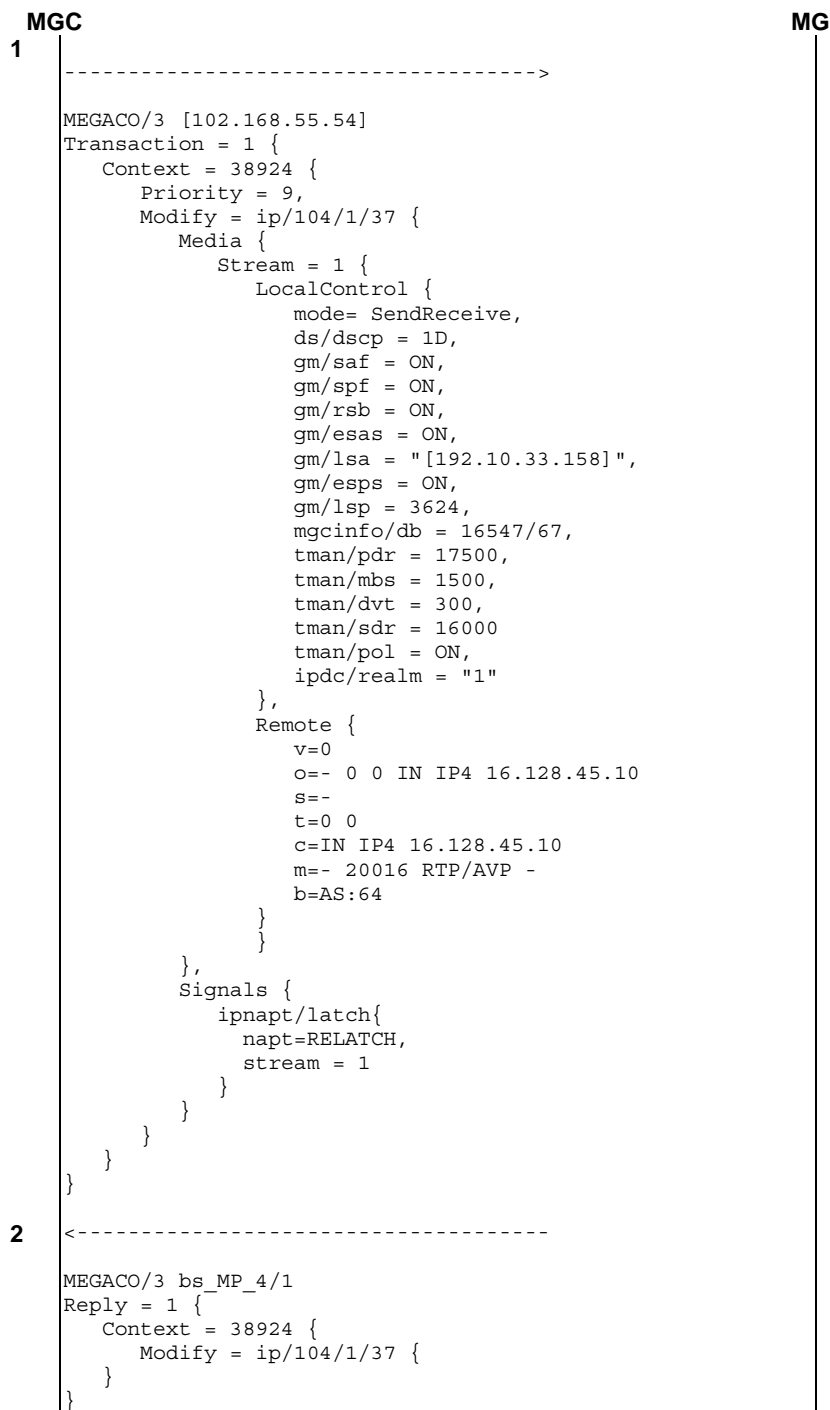 MGC MG
1
------------------------------------->
MEGACO/3 [102.168.55.54]
Transaction = 1 {
Context = 38924 {
Priority = 9,
Modify = ip/104/1/37 {
Media {
Stream = 1 {
LocalControl {
mode= SendReceive,
ds/dscp = 1D,
gm/saf = ON,
gm/spf = ON,
gm/rsb = ON,
gm/esas = ON,
gm/lsa = "[192.10.33.158]",
gm/esps = ON,
gm/lsp = 3624,
mgcinfo/db = 16547/67,
tman/pdr = 17500,
tman/mbs = 1500,
tman/dvt = 300,
tman/sdr = 16000
tman/pol = ON,
ipdc/realm = "1"
},
Remote {
v=0
o=- 0 0 IN IP4 16.128.45.10
s=-
t=0 0
c=IN IP4 16.128.45.10
m=- 20016 RTP/AVP -
b=AS:64
}
}
},
Signals {
ipnapt/latch{
napt=RELATCH,
stream = 1
}
}
}
}
}
2 <-------------------------------------
MEGACO/3 bs_MP_4/1
Reply = 1 {
Context = 38924 {
Modify = ip/104/1/37 {
}
}